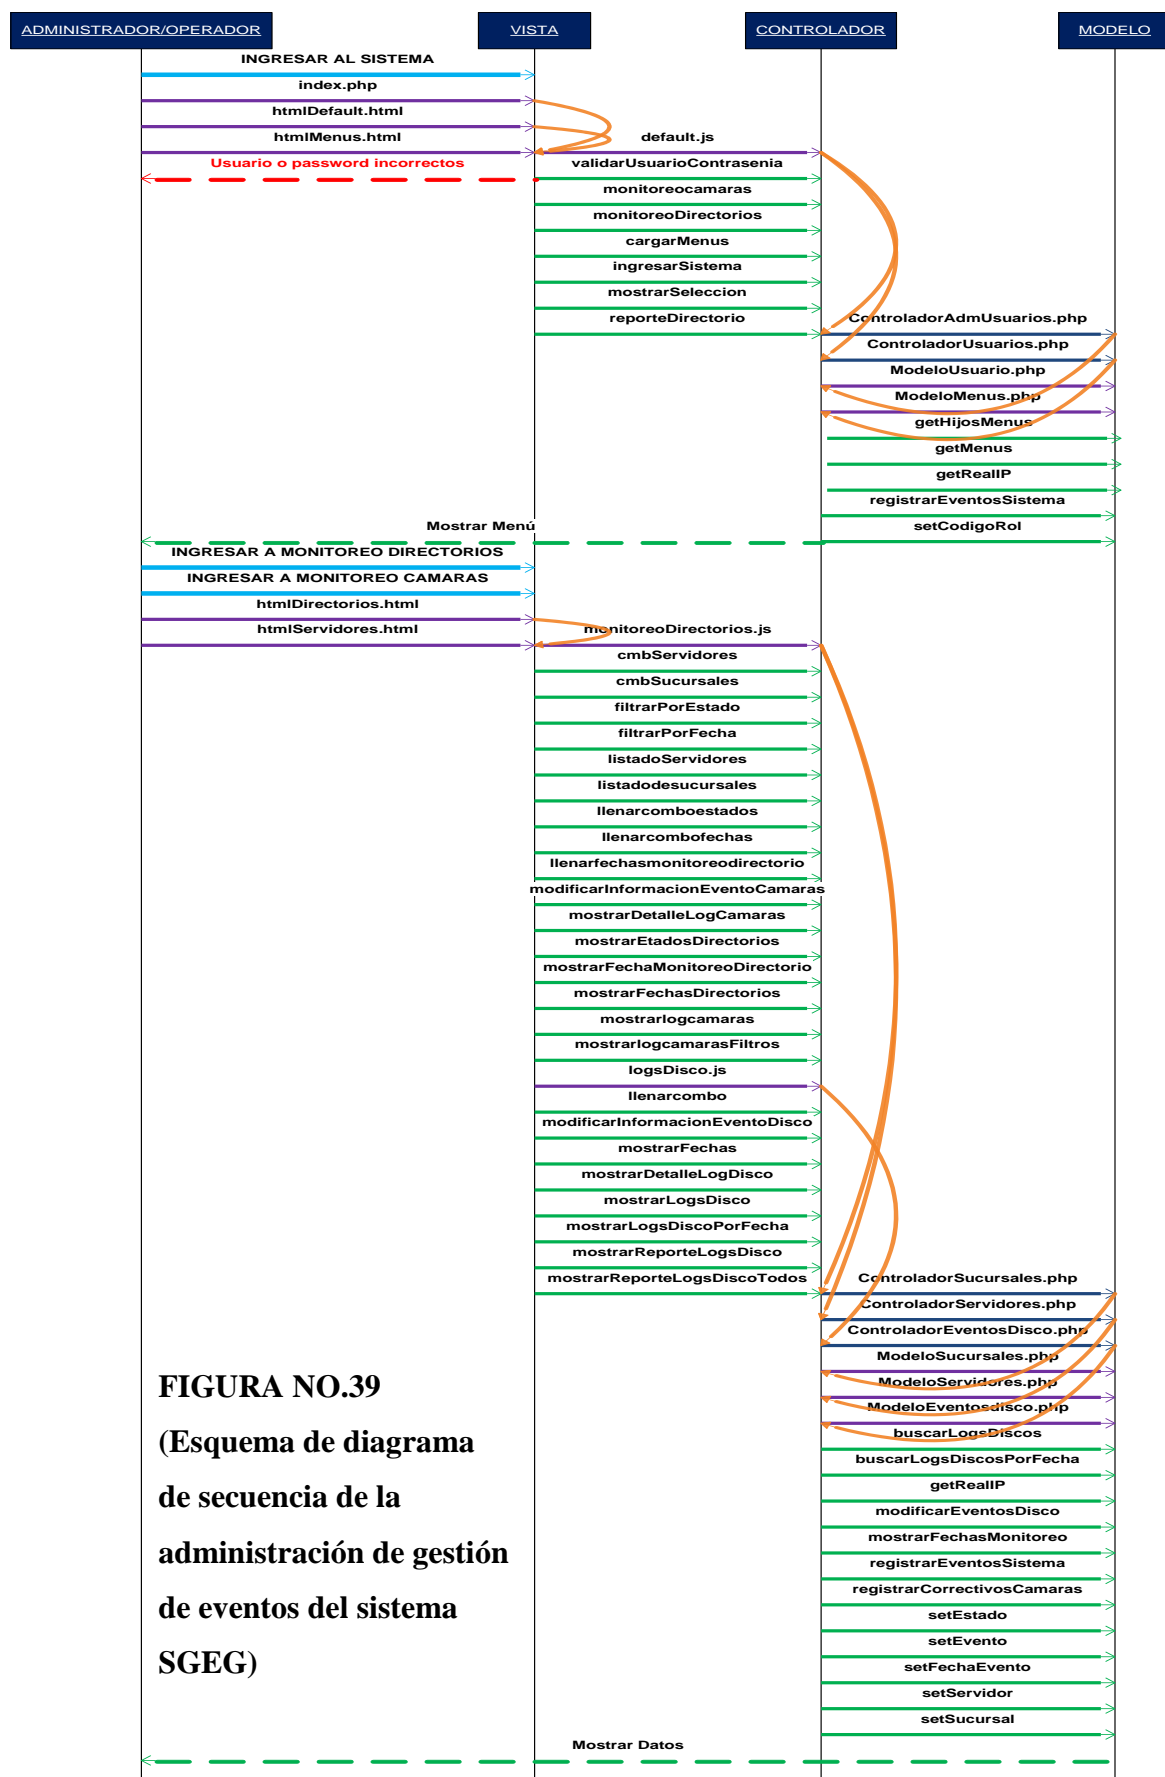 ADMINISTRADOR/OPERADOR
VISTA
CONTROLADOR
MODELO
INGRESAR AL SISTEMA
index.php
htmlDefault.html
htmlMenus.html
default.js
Usuario o password incorrectos
validarUsuarioContrasenia
monitoreocamaras
monitoreoDirectorios
cargarMenus
ingresarSistema
mostrarSeleccion
reporteDirectorio
ControladorAdmUsuarios.php
ControladorUsuarios.php
ModeloUsuario.php
ModeloMenus.php
getHijosMenus
getMenus
getRealIP
registrarEventosSistema
Mostrar Menú
setCodigoRol
INGRESAR A MONITOREO DIRECTORIOS
INGRESAR A MONITOREO CAMARAS
htmlDirectorios.html
htmlServidores.html
monitoreoDirectorios.js
cmbServidores
cmbSucursales
filtrarPorEstado
filtrarPorFecha
listadoServidores
listadodesucursales
llenarcomboestados
llenarcombofechas
llenarfechasmonitoreodirectorio
modificarInformacionEventoCamaras
mostrarDetalleLogCamaras
mostrarEtadosDirectorios
mostrarFechaMonitoreoDirectorio
mostrarFechasDirectorios
mostrarlogcamaras
mostrarlogcamarasFiltros
logsDisco.js
llenarcombo
modificarInformacionEventoDisco
mostrarFechas
mostrarDetalleLogDisco
mostrarLogsDisco
mostrarLogsDiscoPorFecha
mostrarReporteLogsDisco
mostrarReporteLogsDiscoTodos
ControladorSucursales.php
ControladorServidores.php
ControladorEventosDisco.php
ModeloSucursales.php
ModeloServidores.php
ModeloEventosdisco.php
buscarLogsDiscos
buscarLogsDiscosPorFecha
getRealIP
modificarEventosDisco
mostrarFechasMonitoreo
registrarEventosSistema
registrarCorrectivosCamaras
setEstado
setEvento
setFechaEvento
setServidor
setSucursal
Mostrar Datos
FIGURA NO.39
(Esquema de diagrama
de secuencia de la
administración de gestión
de eventos del sistema
SGEG)